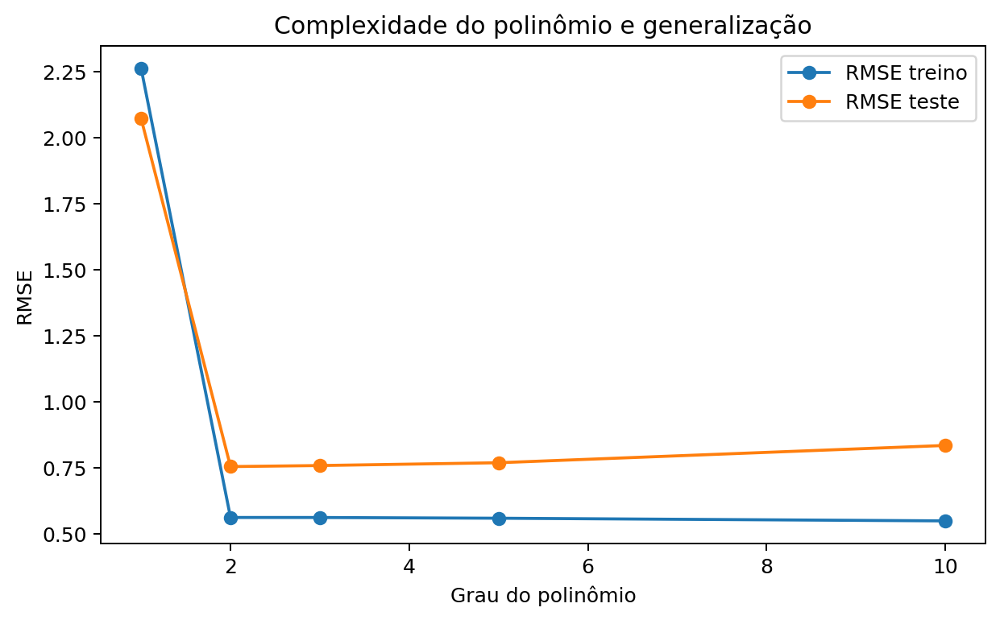 Complexidade do polinômio e generalização
RMSE treino
RMSE teste
RMSE
2.25
2.00
1.75
1.50
1.25
1.00
0.75
0.50
2 4 6 8 10
Grau do polinômio